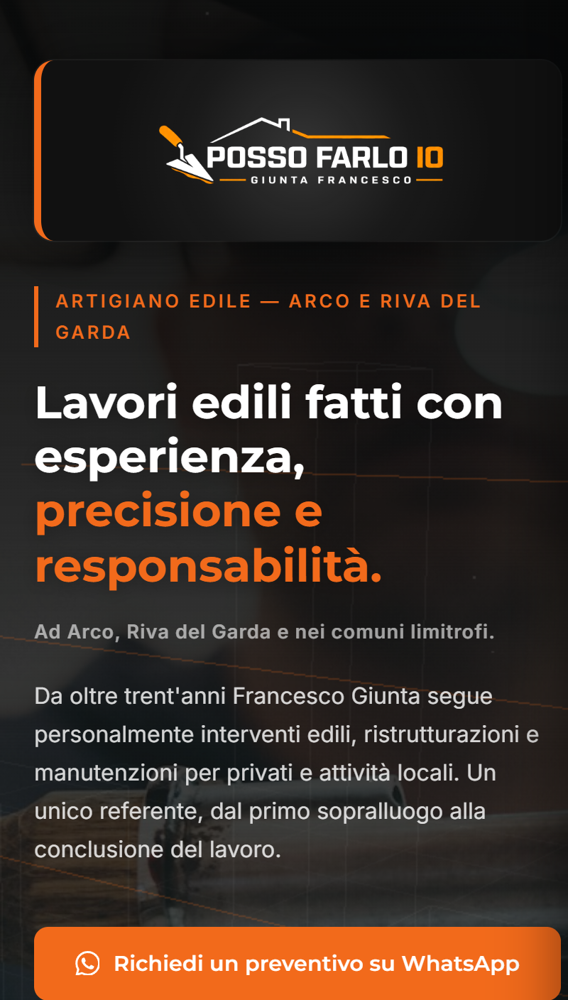 POSSO FARLO IO
GIUNTA FRANCESCO
ARTIGIANO EDILE — ARCO E RIVA DEL
GARDA
Lavori edili fatti con
esperienza,
precisione e
responsabilità.
Ad Arco, Riva del Garda e nei comuni limitrofi.
Da oltre trent'anni Francesco Giunta segue
personalmente interventi edili, ristrutturazioni e
manutenzioni per privati e attività locali. Un
unico referente, dal primo sopralluogo alla
conclusione del lavoro.
Richiedi un preventivo su WhatsApp